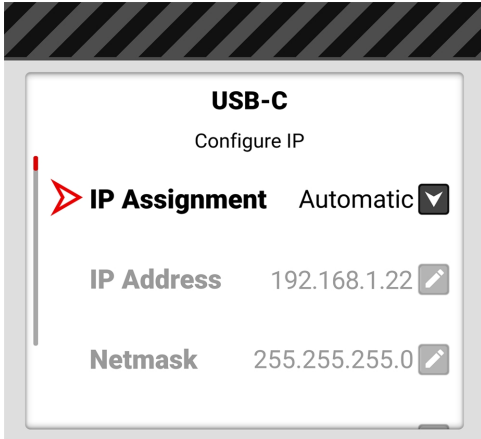 USB-C
Configure IP
IP Assignment Automatic
IP Address 192.168.1.22
Netmask 255.255.255.0